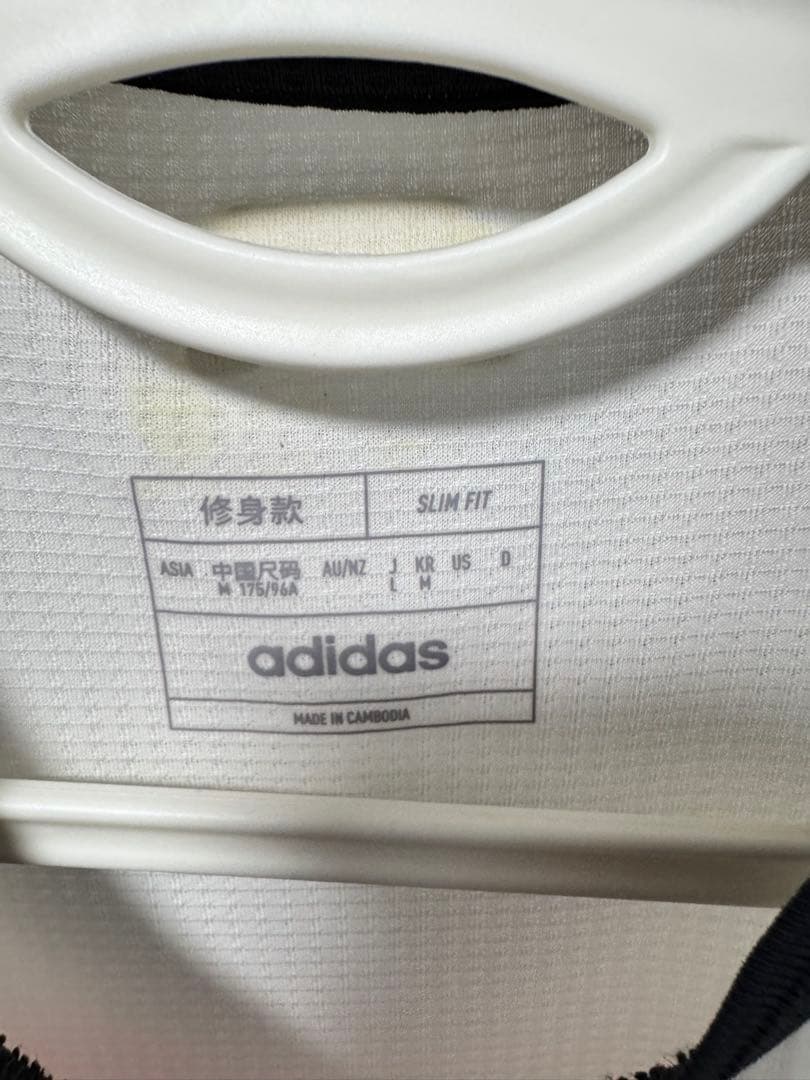 修身款 SLIM FIT
ASIA 中国尺码 AU/NZ J KR US D
M 175/96A L M
adidas
MADE IN CAMBODIA